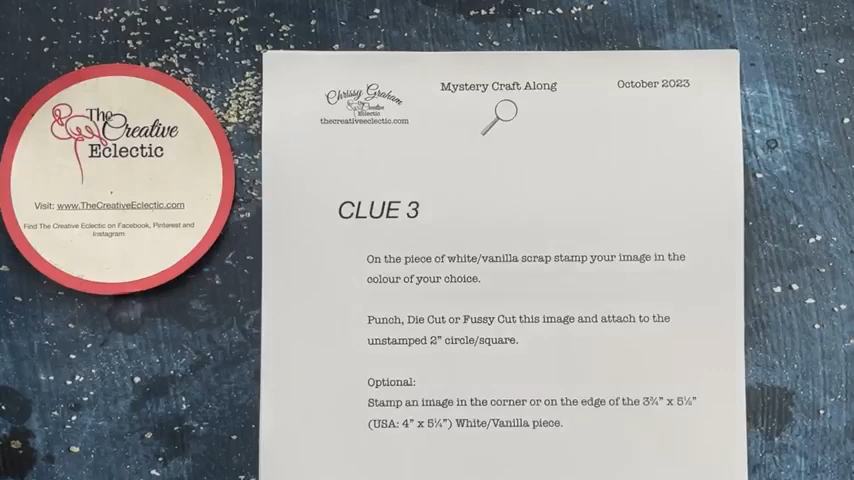 The
Creative
Eclectic
Visit: www.TheCreativeEclectic.com
Find The Creative Eclectic on Facebook, Pinterest and
Instagram
Chrissy Graham
The Creative
Eclectic
thecreativeeclectic.com
Mystery Craft Along
October 2023
CLUE 3
On the piece of white/vanilla scrap stamp your image in the
colour of your choice.
Punch, Die Cut or Fussy Cut this image and attach to the
unstamped 2" circle/square.
Optional:
Stamp an image in the corner or on the edge of the 3¾" x 5⅛"
(USA: 4" x 5¼") White/Vanilla piece.